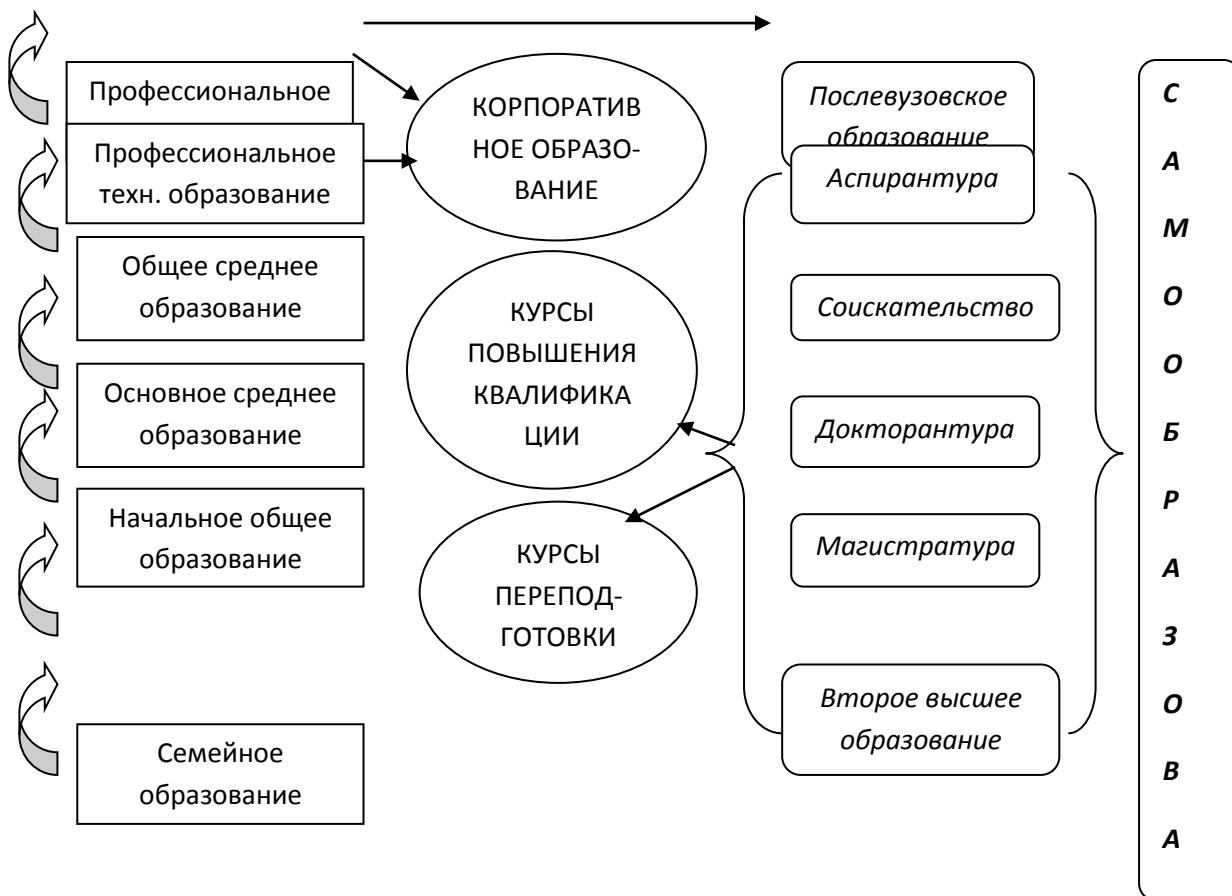 Профессиональное
Профессиональное
техн. образование
Общее среднее
образование
Основное среднее
образование
Начальное общее
образование
Семейное
образование
КОРПОРАТИВ
НОЕ ОБРАЗО-
ВАНИЕ
КУРСЫ
ПОВЫШЕНИЯ
КВАЛИФИКА
ЦИИ
КУРСЫ
ПЕРЕПОД-
ГОТОВКИ
Послевузовское
образование
Аспирантура
Соискательство
Докторантура
Магистратура
Второе высшее
образование
С
А
М
О
О
Б
Р
А
З
О
В
А